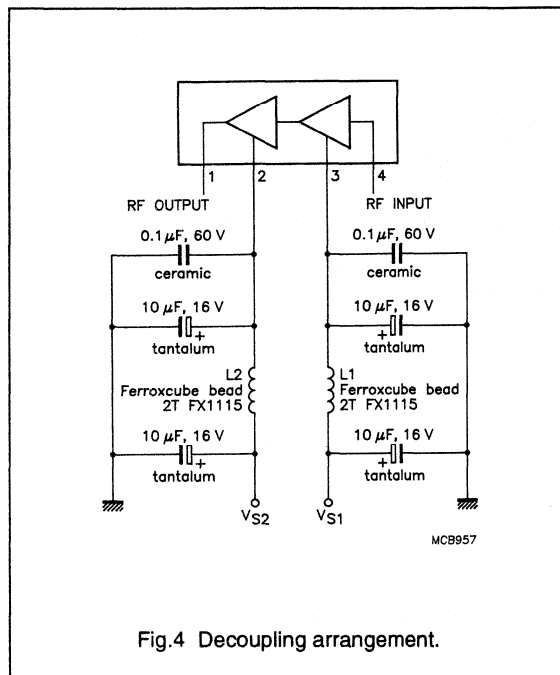 1 2 3 4
RF OUTPUT
RF INPUT
0.1 μF, 60 V
ceramic
0.1 μF, 60 V
ceramic
10 μF, 16 V
+
tantalum
10 μF, 16 V
+
tantalum
L2
Ferroxcube bead
2T FX1115
L1
Ferroxcube bead
2T FX1115
10 μF, 16 V
+
tantalum
10 μF, 16 V
+
tantalum
VS2
VS1
MCB957
Fig.4 Decoupling arrangement.